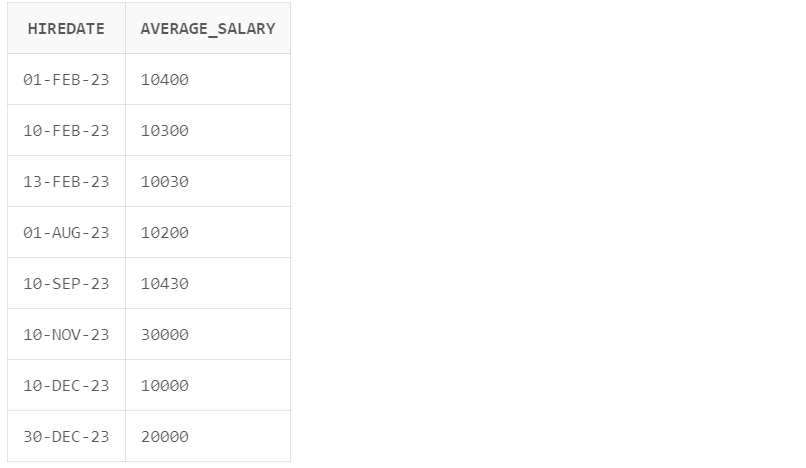 HIREDATE AVERAGE_SALARY
01-FEB-23 10400
10-FEB-23 10300
13-FEB-23 10030
01-AUG-23 10200
10-SEP-23 10430
10-NOV-23 30000
10-DEC-23 10000
30-DEC-23 20000